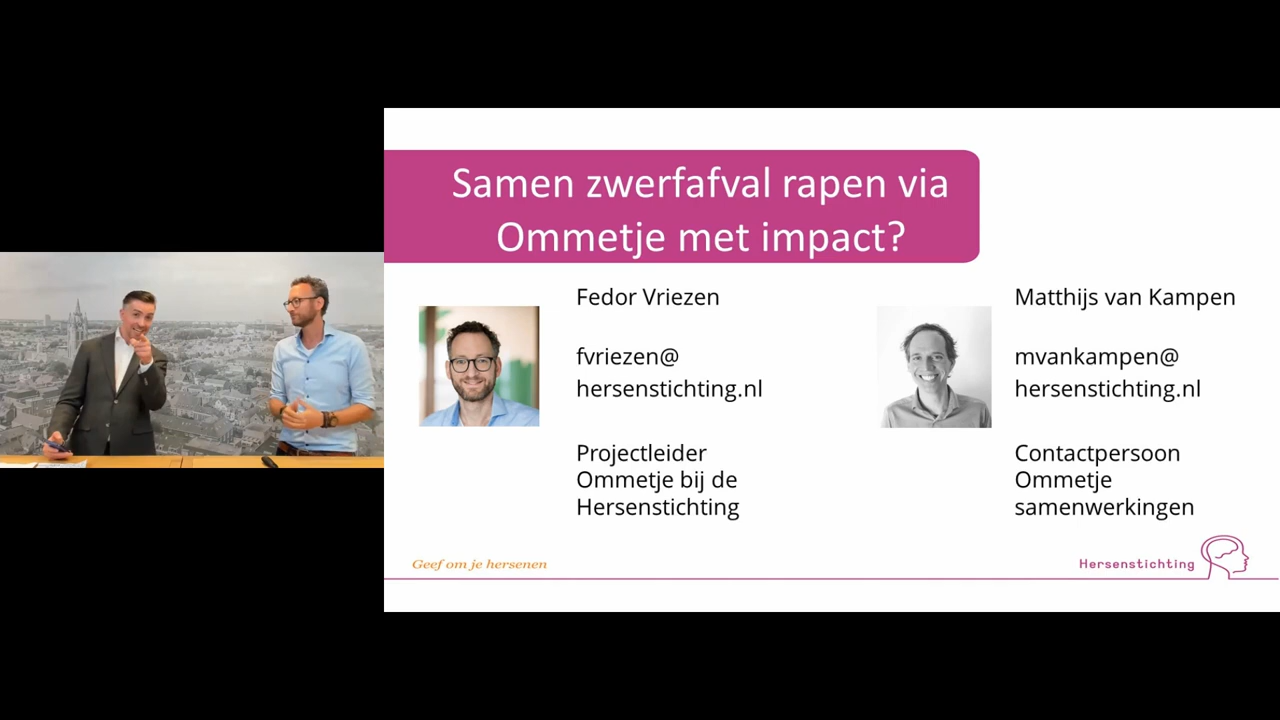 Samen zwerfafval rapen via
Ommetje met impact?
Fedor Vriezen
fvriezen@
hersenstichting.nl
Projectleider
Ommetje bij de
Hersenstichting
Matthijs van Kampen
mvankampen@
hersenstichting.nl
Contactpersoon
Ommetje
samenwerkingen
Geef om je hersenen
Hersenstichting